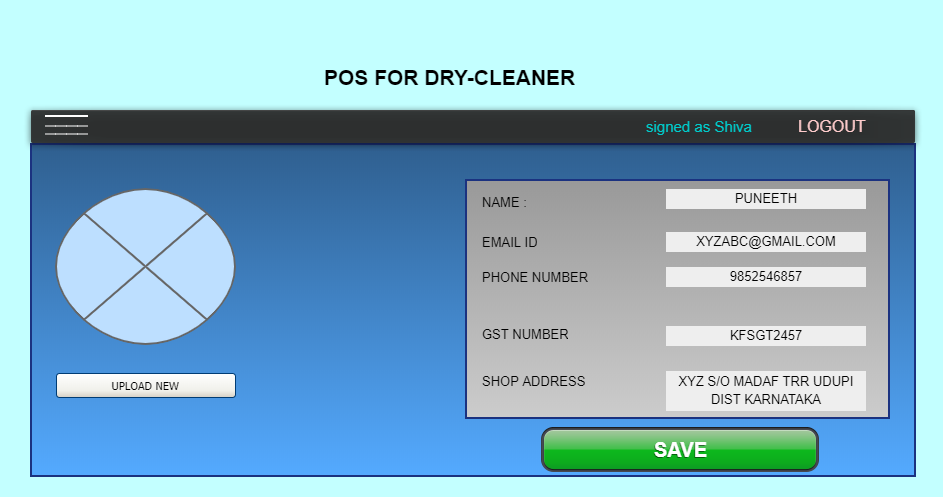 POS FOR DRY-CLEANER
signed as Shiva LOGOUT
NAME : PUNEETH
EMAIL ID XYZABC@GMAIL.COM
PHONE NUMBER 9852546857
GST NUMBER KFSGT2457
UPLOAD NEW
SHOP ADDRESS XYZ S/O MADAF TRR UDUPI
DIST KARNATAKA
SAVE